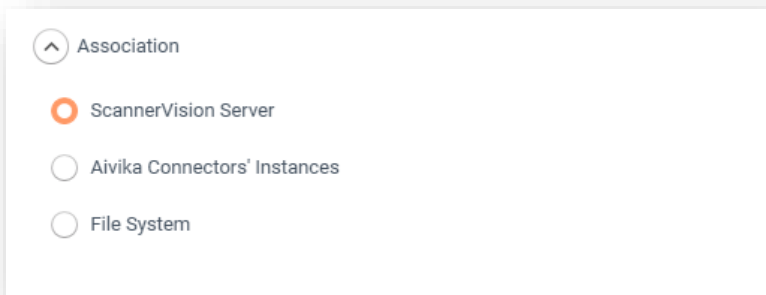 Association
ScannerVision Server
Aivika Connectors' Instances
File System